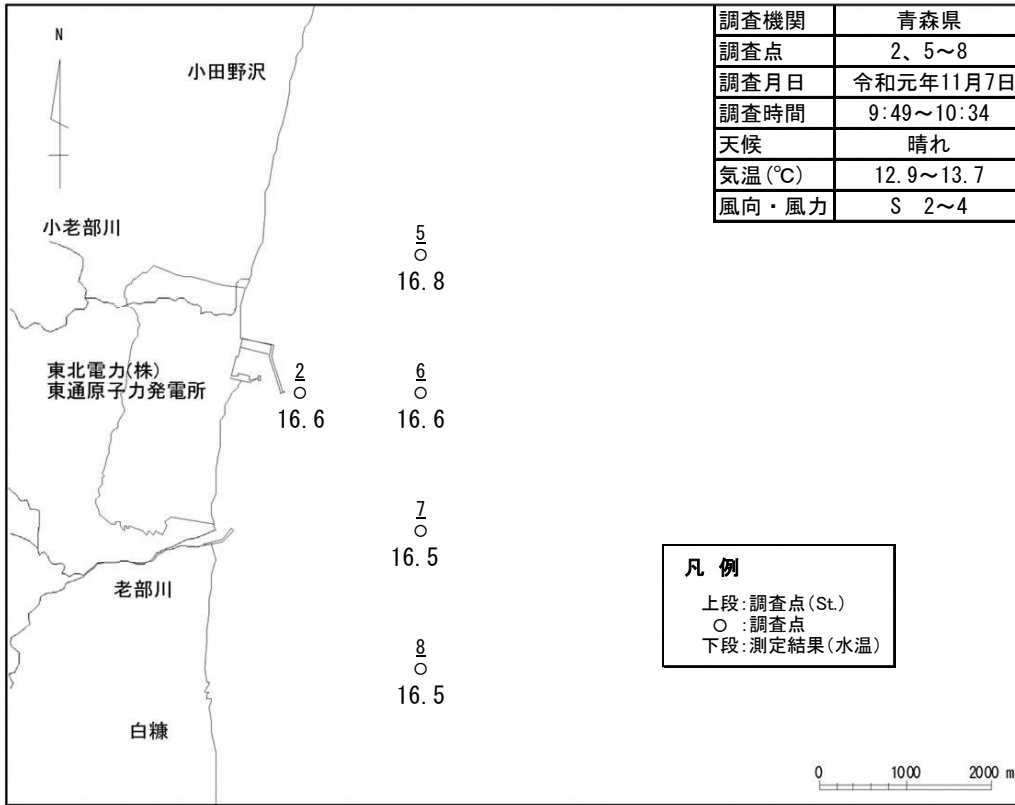 調査機関 青森県
調査点 2、5～8
調査月日 令和元年11月7日
調査時間 9:49～10:34
天候 晴れ
気温(℃) 12.9～13.7
風向・風力 S 2～4
N
小田野沢
小老部川
5
16.8
東北電力(株)
東通原子力発電所
2
16.6
6
16.6
7
16.5
老部川
8
16.5
白糠
凡 例
上段:調査点(St.)
○ :調査点
下段:測定結果(水温)
0 1000 2000 m